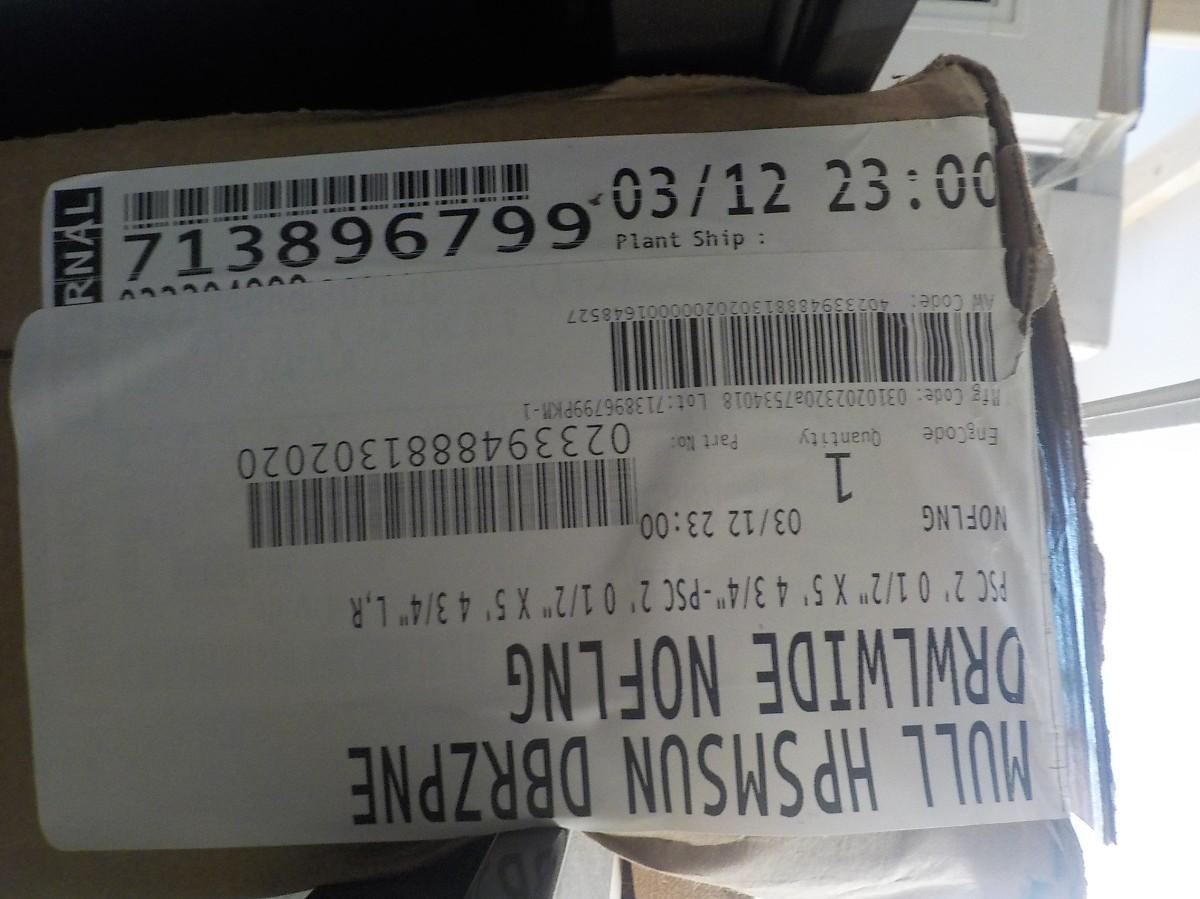 RNAL
713896799
03/12 23:00
Plant Ship :
MULL HPSMSUN DBRZPNE
DRWLWIDE NOFLNG
PSC 2' 0 1/2" X 5' 4 3/4"-PSC 2' 0 1/2" X 5' 4 3/4" L,R
NOFLNG 03/12 23:00
1
EngCode Quantity Part No: 0233948881302020
Mfg Code: 0310202320a7534018 Lot:713896799PKM-1
AW Code: 4023394888130202000001648527